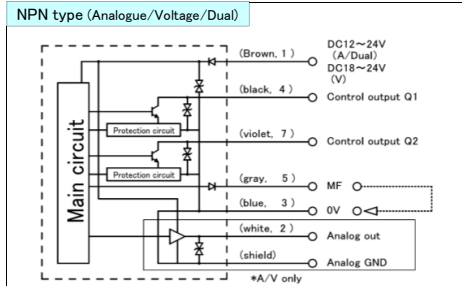 NPN type (Analogue/Voltage/Dual)
DC12～24V
(A/Dual)
DC18～24V
(V)
(Brown, 1 )
(black, 4 )
Control output Q1
Protection circuit
(violet, 7 )
Control output Q2
Protection circuit
Main circuit
(gray, 5 )
MF
(blue, 3 )
0V
(white, 2 )
Analog out
(shield)
Analog GND
*A/V only